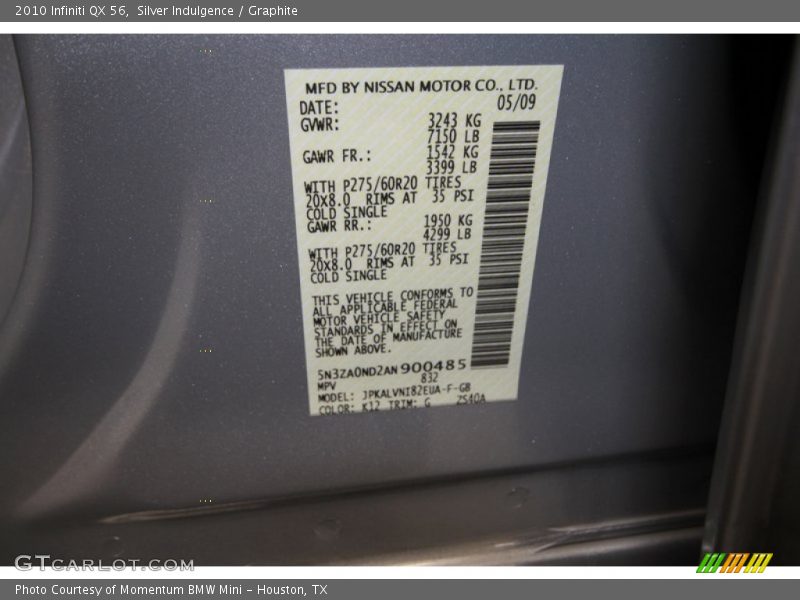 2010 Infiniti QX 56, Silver Indulgence / Graphite
MFD BY NISSAN MOTOR CO., LTD.
DATE: 05/09
GVWR: 3243 KG
7150 LB
GAWR FR.: 1542 KG
3399 LB
WITH P275/60R20 TIRES
20X8.0 RIMS AT 35 PSI
COLD SINGLE
GAWR RR.: 1950 KG
4299 LB
WITH P275/60R20 TIRES
20X8.0 RIMS AT 35 PSI
COLD SINGLE
THIS VEHICLE CONFORMS TO
ALL APPLICABLE FEDERAL
MOTOR VEHICLE SAFETY
STANDARDS IN EFFECT ON
THE DATE OF MANUFACTURE
SHOWN ABOVE.
5N3ZA0ND2AN900485
MPV 832
MODEL: JPKALVNI82EUA-F-GB
COLOR: K12 TRIM: G ZS40A
GTCARLOT.COM
Photo Courtesy of Momentum BMW Mini - Houston, TX